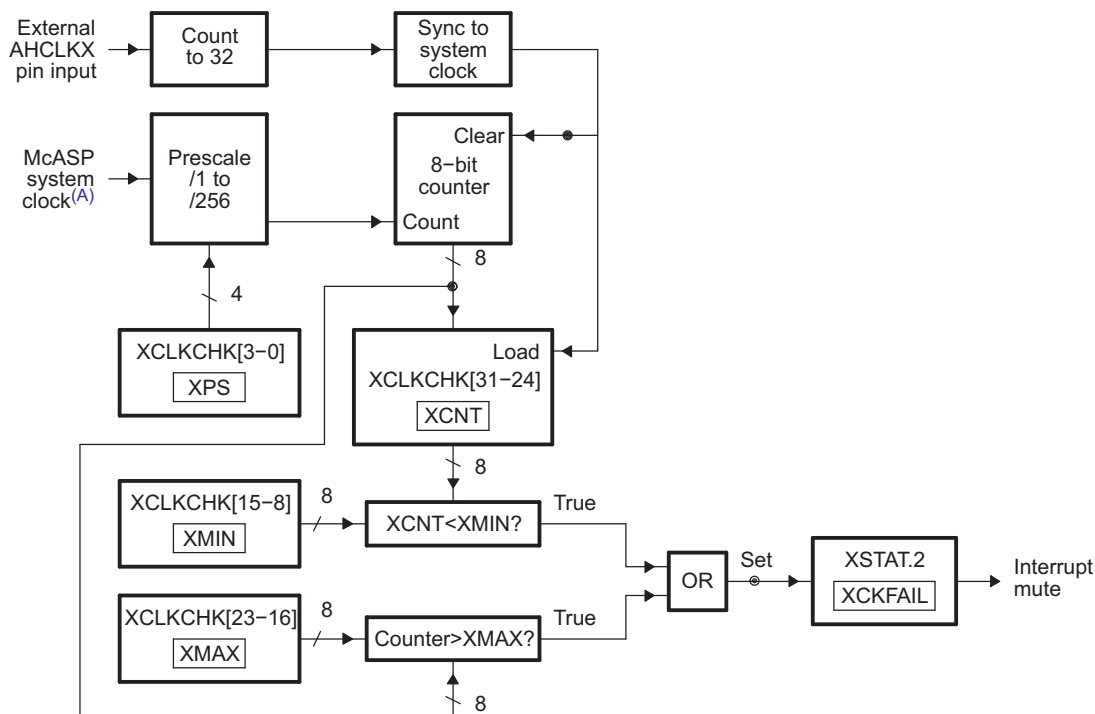 External
AHCLKX
pin input
Count
to 32
Sync to
system
clock
McASP
system
clock(A)
Prescale
/1 to
/256
Clear
8−bit
counter
Count
8
4
XCLKCHK[3−0]
XPS
Load
XCLKCHK[31−24]
XCNT
8
XCLKCHK[15−8]
XMIN
8
XCNT<XMIN?
True
XCLKCHK[23−16]
XMAX
8
Counter>XMAX?
True
8
OR
Set
XSTAT.2
XCKFAIL
Interrupt
mute